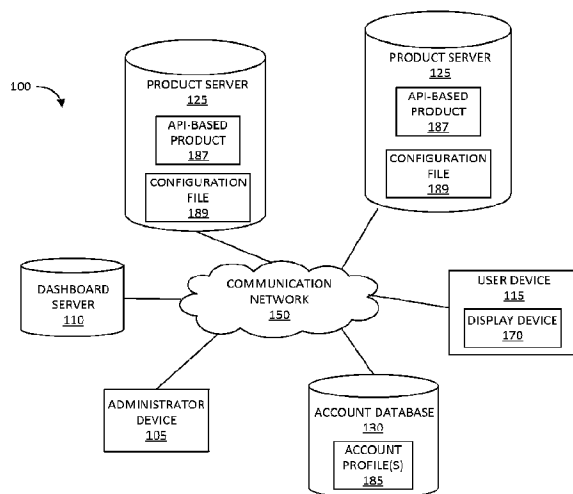 100
PRODUCT SERVER
125
API-BASED
PRODUCT
187
CONFIGURATION
FILE
189
PRODUCT SERVER
125
API-BASED
PRODUCT
187
CONFIGURATION
FILE
189
DASHBOARD
SERVER
110
COMMUNICATION
NETWORK
150
USER DEVICE
115
DISPLAY DEVICE
170
ADMINISTRATOR
DEVICE
105
ACCOUNT DATABASE
130
ACCOUNT
PROFILE(S)
185